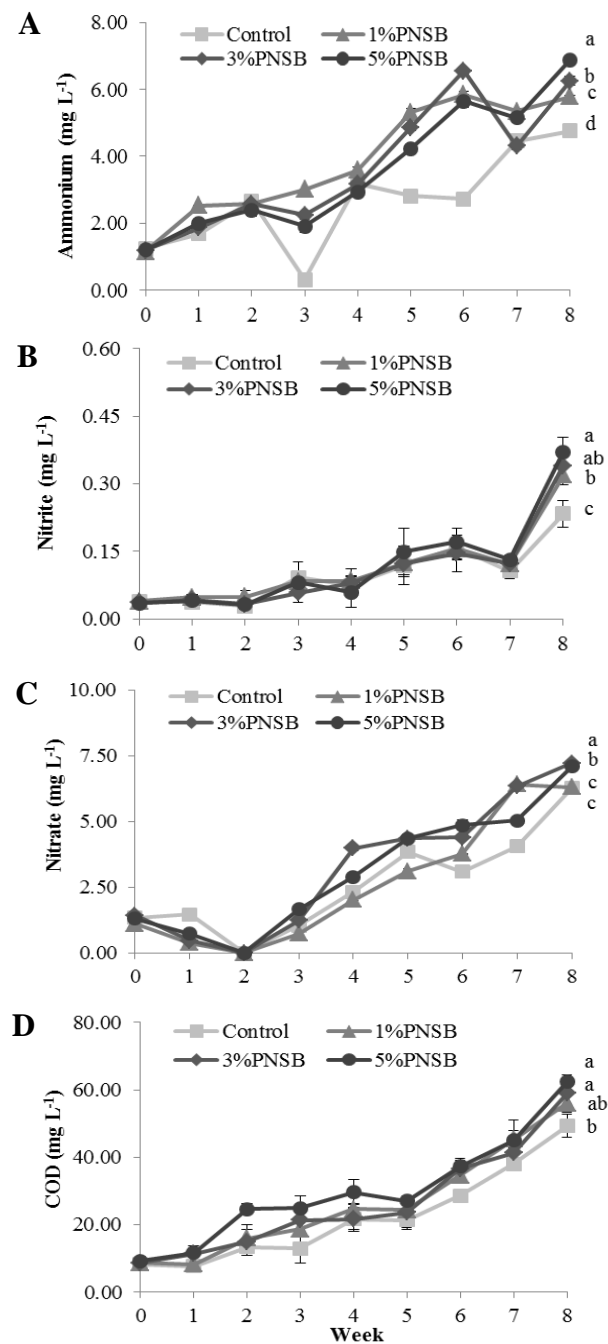 A
Control 1%PNSB
3%PNSB 5%PNSB
Ammonium (mg L-1)
8.00
6.00
4.00
2.00
0.00
0 1 2 3 4 5 6 7 8
a
b
c
d
B
Control 1%PNSB
3%PNSB 5%PNSB
Nitrite (mg L-1)
0.60
0.45
0.30
0.15
0.00
0 1 2 3 4 5 6 7 8
a
ab
b
c
C
Control 1%PNSB
3%PNSB 5%PNSB
Nitrate (mg L-1)
10.00
7.50
5.00
2.50
0.00
0 1 2 3 4 5 6 7 8
a
b
c
c
D
Control 1%PNSB
3%PNSB 5%PNSB
COD (mg L-1)
80.00
60.00
40.00
20.00
0.00
0 1 2 3 4 5 6 7 8
a
a
ab
b
Week